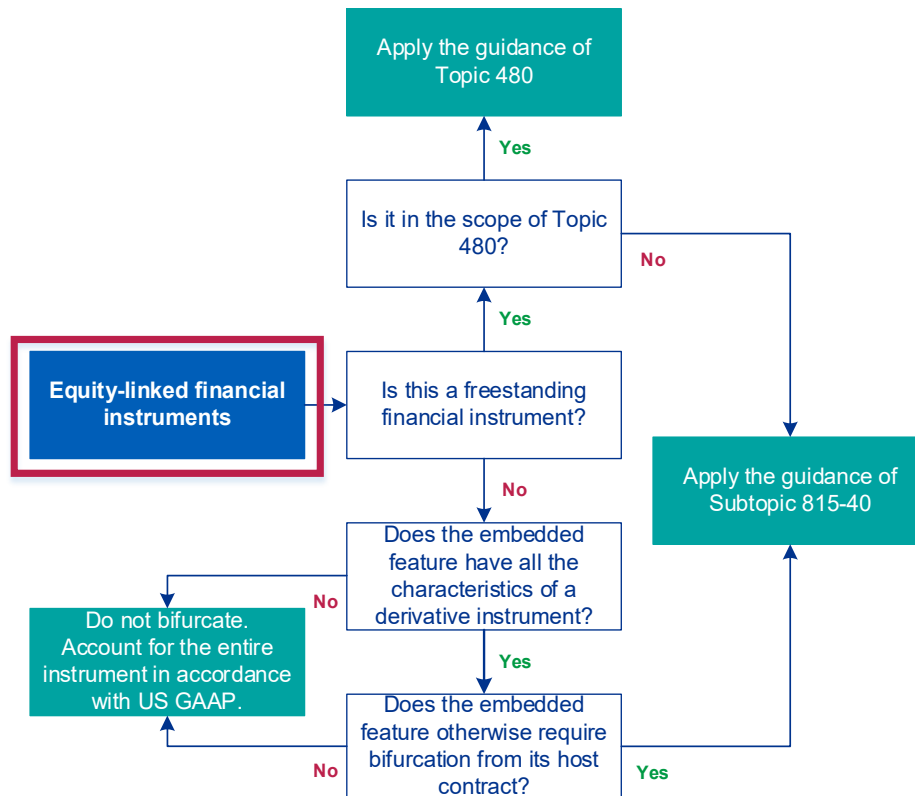 Apply the guidance of
Topic 480
Yes
Is it in the scope of Topic
480?
No
Yes
Equity-linked financial
instruments
Is this a freestanding
financial instrument?
Apply the guidance of
Subtopic 815-40
No
Does the embedded
feature have all the
characteristics of a
derivative instrument?
No
Do not bifurcate.
Account for the entire
instrument in accordance
with US GAAP.
Yes
Does the embedded
feature otherwise require
bifurcation from its host
contract?
No
Yes